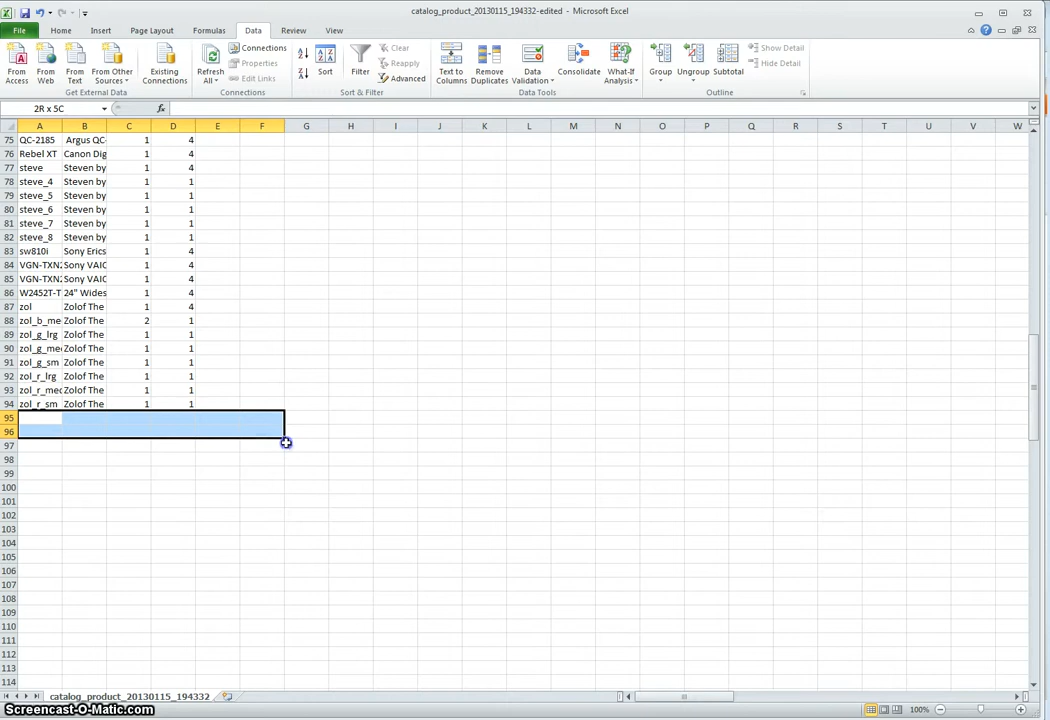 catalog_product_20130115_194332-edited - Microsoft Excel
File Home Insert Page Layout Formulas Data Review View
From Access From Web From Text From Other Sources Existing Connections Refresh All Connections Properties Edit Links Sort Filter Clear Reapply Advanced Text to Columns Remove Duplicates Data Validation Consolidate What-If Analysis Group Ungroup Subtotal Show Detail Hide Detail
Get External Data Connections Sort & Filter Data Tools Outline
2R x 5C fx
A B C D E F G H I J K L M N O P Q R S T U V W
75 QC-2185 Argus QC- 1 4
76 Rebel XT Canon Dig 1 4
77 steve Steven by 1 4
78 steve_4 Steven by 1 1
79 steve_5 Steven by 1 1
80 steve_6 Steven by 1 1
81 steve_7 Steven by 1 1
82 steve_8 Steven by 1 1
83 sw810i Sony Erics 1 4
84 VGN-TXN2 Sony VAIO 1 4
85 VGN-TXN2 Sony VAIO 1 4
86 W2452T-T 24" Wides 1 4
87 zol Zolof The 1 4
88 zol_b_me Zolof The 2 1
89 zol_g_lrg Zolof The 1 1
90 zol_g_me Zolof The 1 1
91 zol_g_sm Zolof The 1 1
92 zol_r_lrg Zolof The 1 1
93 zol_r_med Zolof The 1 1
94 zol_r_sm Zolof The 1 1
95
96
97
98
99
100
101
102
103
104
105
106
107
108
109
110
111
112
113
114
catalog_product_20130115_194332
Screencast-O-Matic.com
100%